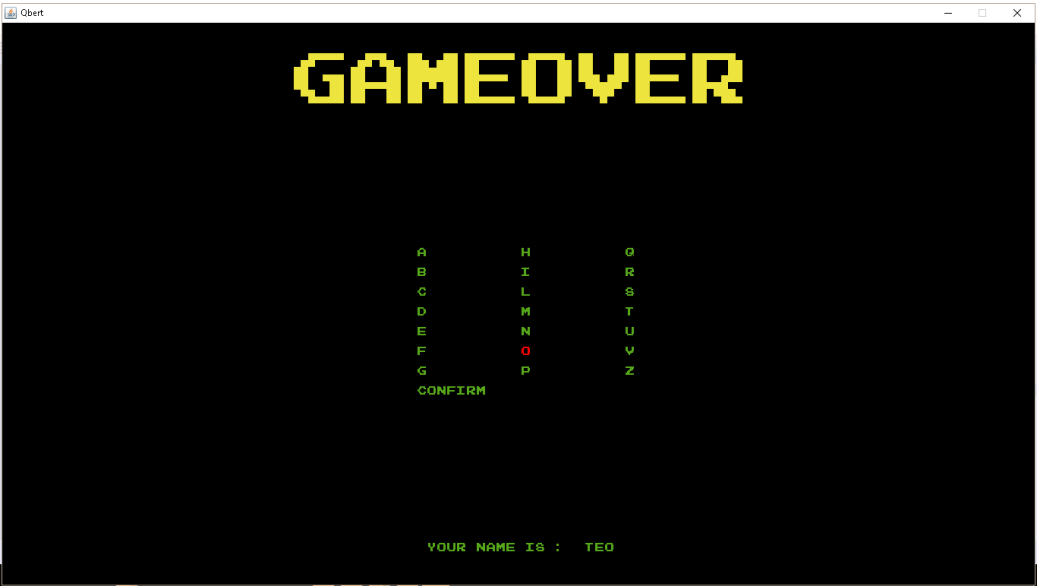 Qbert
GAMEOVER
A H Q
B I R
C L S
D M T
E N U
F O V
G P Z
CONFIRM
YOUR NAME IS : TEO